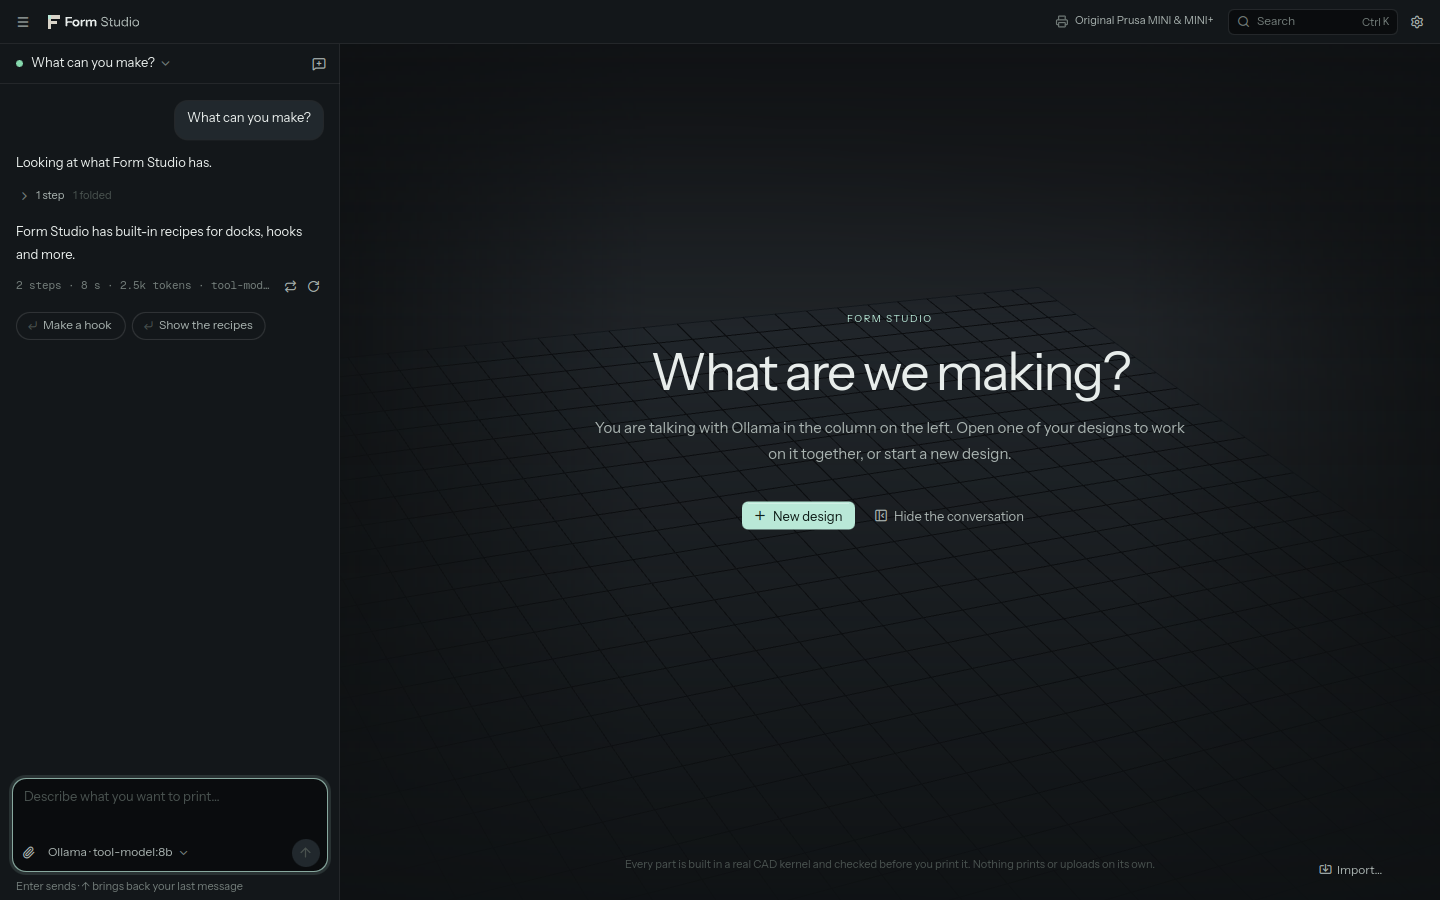 Form Studio
Original Prusa MINI & MINI+
Search
Ctrl K
What can you make?
What can you make?
Looking at what Form Studio has.
1 step 1 folded
Form Studio has built-in recipes for docks, hooks
and more.
2 steps · 8 s · 2.5k tokens · tool-mod…
Make a hook
Show the recipes
FORM STUDIO
What are we making?
You are talking with Ollama in the column on the left. Open one of your designs to work
on it together, or start a new design.
New design
Hide the conversation
Describe what you want to print…
Ollama · tool-model:8b
Enter sends · ↑ brings back your last message
Every part is built in a real CAD kernel and checked before you print it. Nothing prints or uploads on its own.
Import…